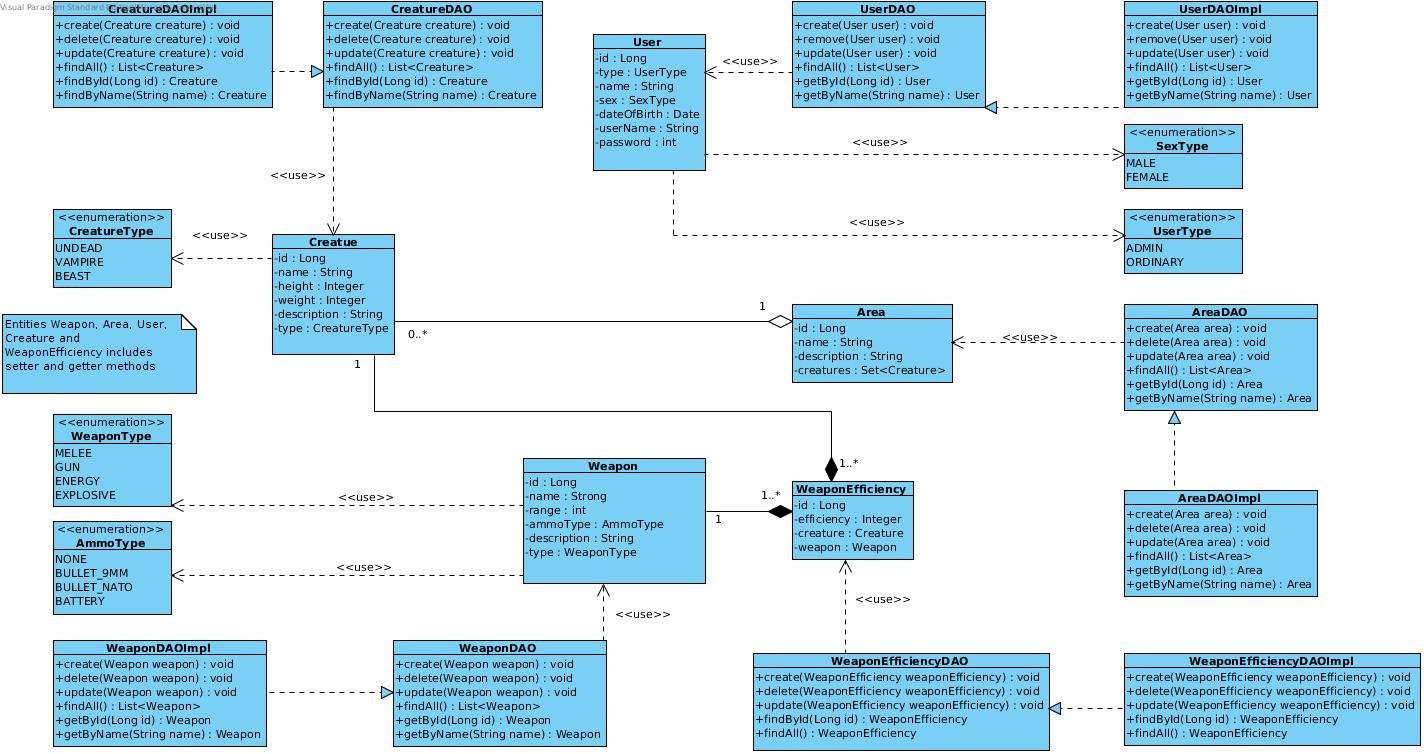 Visual Paradigm Standard
CreatureDAOImpl
+create(Creature creature) : void
+delete(Creature creature) : void
+update(Creature creature) : void
+findAll() : List<Creature>
+findById(Long id) : Creature
+findByName(String name) : Creature
CreatureDAO
+create(Creature creature) : void
+delete(Creature creature) : void
+update(Creature creature) : void
+findAll() : List<Creature>
+findById(Long id) : Creature
+findByName(String name) : Creature
User
-id : Long
-type : UserType
-name : String
-sex : SexType
-dateOfBirth : Date
-userName : String
-password : int
<<use>>
UserDAO
+create(User user) : void
+remove(User user) : void
+update(User user) : void
+findAll() : List<User>
+getById(Long id) : User
+getByName(String name) : User
UserDAOImpl
+create(User user) : void
+remove(User user) : void
+update(User user) : void
+findAll() : List<User>
+getById(Long id) : User
+getByName(String name) : User
<<use>>
<<enumeration>>
SexType
MALE
FEMALE
<<use>>
<<use>>
<<enumeration>>
UserType
ADMIN
ORDINARY
<<enumeration>>
CreatureType
UNDEAD
VAMPIRE
BEAST
<<use>>
Creatue
-id : Long
-name : String
-height : Integer
-weight : Integer
-description : String
-type : CreatureType
0..*
1
1
Area
-id : Long
-name : String
-description : String
-creatures : Set<Creature>
<<use>>
AreaDAO
+create(Area area) : void
+delete(Area area) : void
+update(Area area) : void
+findAll() : List<Area>
+getById(Long id) : Area
+getByName(String name) : Area
Entities Weapon, Area, User,
Creature and
WeaponEfficiency includes
setter and getter methods
<<enumeration>>
WeaponType
MELEE
GUN
ENERGY
EXPLOSIVE
<<use>>
Weapon
-id : Long
-name : Strong
-range : int
-ammoType : AmmoType
-description : String
-type : WeaponType
1..*
1
1..*
WeaponEfficiency
-id : Long
-efficiency : Integer
-creature : Creature
-weapon : Weapon
AreaDAOImpl
+create(Area area) : void
+delete(Area area) : void
+update(Area area) : void
+findAll() : List<Area>
+getById(Long id) : Area
+getByName(String name) : Area
<<enumeration>>
AmmoType
NONE
BULLET_9MM
BULLET_NATO
BATTERY
<<use>>
<<use>>
<<use>>
WeaponDAOImpl
+create(Weapon weapon) : void
+delete(Weapon weapon) : void
+update(Weapon weapon) : void
+findAll() : List<Weapon>
+getById(Long id) : Weapon
+getByName(String name) : Weapon
WeaponDAO
+create(Weapon weapon) : void
+delete(Weapon weapon) : void
+update(Weapon weapon) : void
+findAll() : List<Weapon>
+getById(Long id) : Weapon
+getByName(String name) : Weapon
WeaponEfficiencyDAO
+create(WeaponEfficiency weaponEfficiency) : void
+delete(WeaponEfficiency weaponEfficiency) : void
+update(WeaponEfficiency weaponEfficiency) : void
+findById(Long id) : WeaponEfficiency
+findAll() : WeaponEfficiency
WeaponEfficiencyDAOImpl
+create(WeaponEfficiency weaponEfficiency) : void
+delete(WeaponEfficiency weaponEfficiency) : void
+update(WeaponEfficiency weaponEfficiency) : void
+findById(Long id) : WeaponEfficiency
+findAll() : WeaponEfficiency